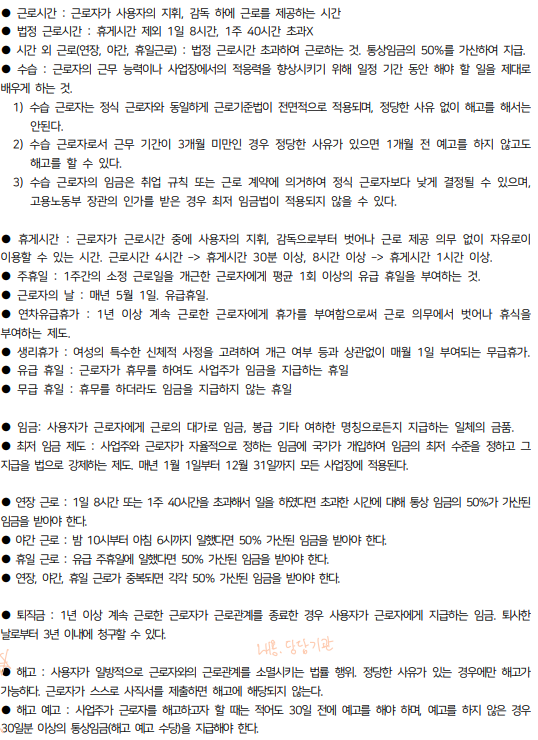 ● 근로시간 : 근로자가 사용자의 지휘, 감독 하에 근로를 제공하는 시간
● 법정 근로시간 : 휴게시간 제외 1일 8시간, 1주 40시간 초과X
● 시간 외 근로(연장, 야간, 휴일근로) : 법정 근로시간 초과하여 근로하는 것. 통상임금의 50%를 가산하여 지급.
● 수습 : 근로자의 근무 능력이나 사업장에서의 적응력을 향상시키기 위해 일정 기간 동안 해야 할 일을 제대로
배우게 하는 것.
1) 수습 근로자는 정식 근로자와 동일하게 근로기준법이 전면적으로 적용되며, 정당한 사유 없이 해고를 해서는
안된다.
2) 수습 근로자로서 근무 기간이 3개월 미만인 경우 정당한 사유가 있으면 1개월 전 예고를 하지 않고도
해고를 할 수 있다.
3) 수습 근로자의 임금은 취업 규칙 또는 근로 계약에 의거하여 정식 근로자보다 낮게 결정될 수 있으며,
고용노동부 장관의 인가를 받은 경우 최저 임금법이 적용되지 않을 수 있다.
● 휴게시간 : 근로자가 근로시간 중에 사용자의 지휘, 감독으로부터 벗어나 근로 제공 의무 없이 자유로이
이용할 수 있는 시간. 근로시간 4시간 -> 휴게시간 30분 이상, 8시간 이상 -> 휴게시간 1시간 이상.
● 주휴일 : 1주간의 소정 근로일을 개근한 근로자에게 평균 1회 이상의 유급 휴일을 부여하는 것.
● 근로자의 날 : 매년 5월 1일. 유급휴일.
● 연차유급휴가 : 1년 이상 계속 근로한 근로자에게 휴가를 부여함으로써 근로 의무에서 벗어나 휴식을
부여하는 제도.
● 생리휴가 : 여성의 특수한 신체적 사정을 고려하여 개근 여부 등과 상관없이 매월 1일 부여되는 무급휴가.
● 유급 휴일 : 근로자가 휴무를 하여도 사업주가 임금을 지급하는 휴일
● 무급 휴일 : 휴무를 하더라도 임금을 지급하지 않는 휴일
● 임금: 사용자가 근로자에게 근로의 대가로 임금, 봉급 기타 여하한 명칭으로든지 지급하는 일체의 금품.
● 최저 임금 제도 : 사업주와 근로자가 자율적으로 정하는 임금에 국가가 개입하여 임금의 최저 수준을 정하고 그
지급을 법으로 강제하는 제도. 매년 1월 1일부터 12월 31일까지 모든 사업장에 적용된다.
● 연장 근로 : 1일 8시간 또는 1주 40시간을 초과해서 일을 하였다면 초과한 시간에 대해 통상 임금의 50%가 가산된
임금을 받아야 한다.
● 야간 근로 : 밤 10시부터 아침 6시까지 일했다면 50% 가산된 임금을 받아야 한다.
● 휴일 근로 : 유급 주휴일에 일했다면 50% 가산된 임금을 받아야 한다.
● 연장, 야간, 휴일 근로가 중복되면 각각 50% 가산된 임금을 받아야 한다.
● 퇴직금 : 1년 이상 계속 근로한 근로자가 근로관계를 종료한 경우 사용자가 근로자에게 지급하는 임금. 퇴사한
날로부터 3년 이내에 청구할 수 있다.
내용. 담당기관
● 해고 : 사용자가 일방적으로 근로자와의 근로관계를 소멸시키는 법률 행위. 정당한 사유가 있는 경우에만 해고가
가능하다. 근로자가 스스로 사직서를 제출하면 해고에 해당되지 않는다.
● 해고 예고 : 사업주가 근로자를 해고하고자 할 때는 적어도 30일 전에 예고를 해야 하며, 예고를 하지 않은 경우
30일분 이상의 통상임금(해고 예고 수당)을 지급해야 한다.